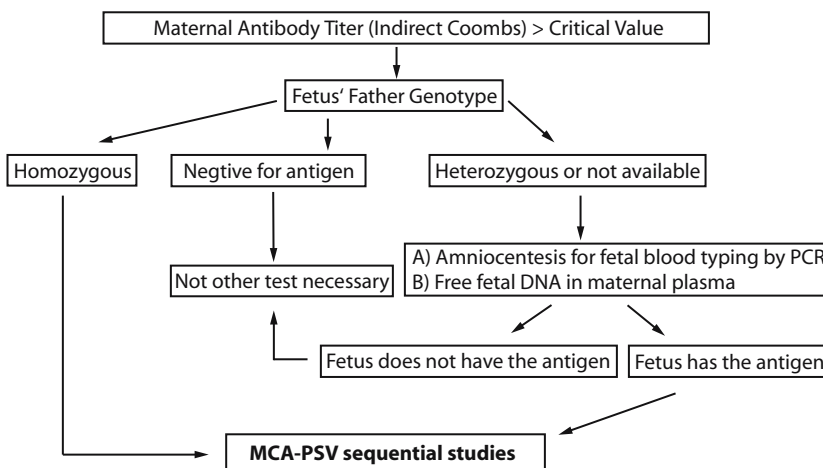 Maternal Antibody Titer (Indirect Coombs) > Critical Value
Fetus‘ Father Genotype
Homozygous
Negtive for antigen
Heterozygous or not available
A) Amniocentesis for fetal blood typing by PCR
B) Free fetal DNA in maternal plasma
Not other test necessary
Fetus does not have the antigen
Fetus has the antigen
MCA-PSV sequential studies